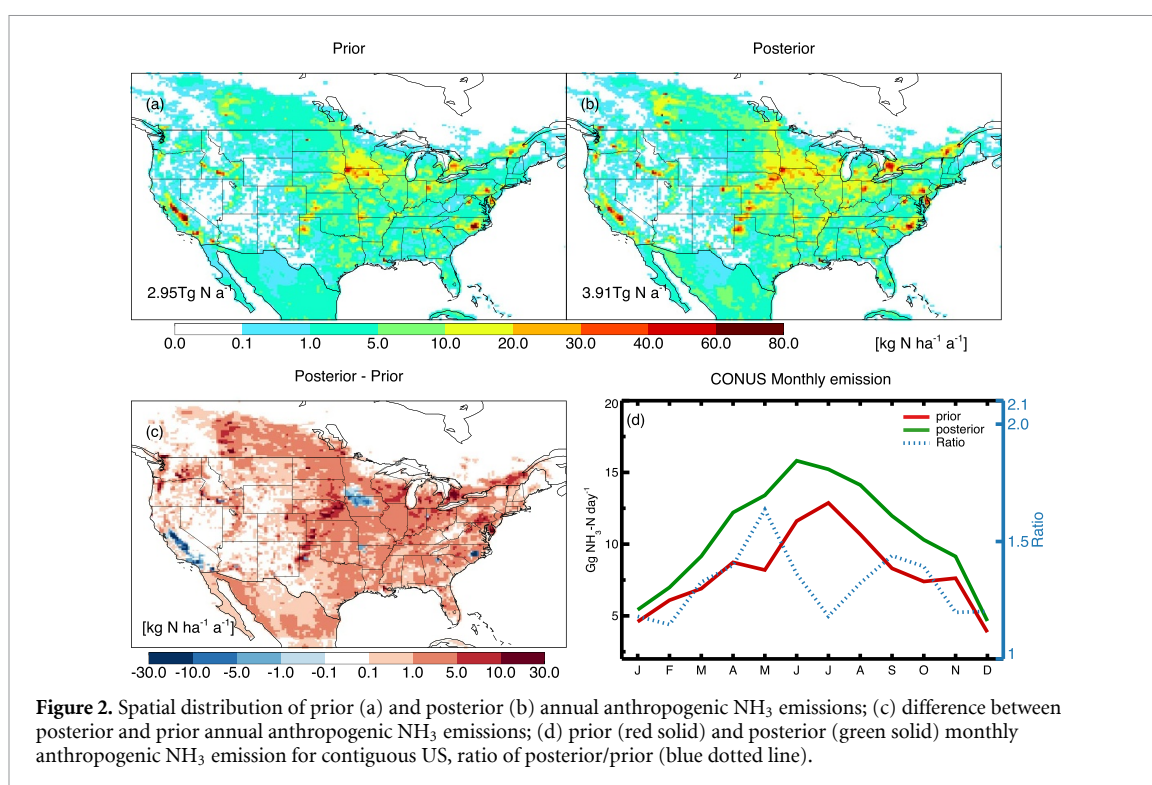 Prior
Posterior
(a)
(b)
2.95Tg N a⁻¹
3.91Tg N a⁻¹
0.0 0.1 1.0 5.0 10.0 20.0 30.0 40.0 60.0 80.0 [kg N ha⁻¹ a⁻¹]
Posterior - Prior
CONUS Monthly emission
(c)
[kg N ha⁻¹ a⁻¹]
-30.0 -10.0 -5.0 -1.0 -0.1 0.1 1.0 5.0 10.0 30.0
(d)
prior
posterior
Ratio
20
15
10
5
Gg NH₃-N day⁻¹
2.1
2.0
1.5
1
Ratio
J F M A M J J A S O N D
Figure 2. Spatial distribution of prior (a) and posterior (b) annual anthropogenic NH₃ emissions; (c) difference between
posterior and prior annual anthropogenic NH₃ emissions; (d) prior (red solid) and posterior (green solid) monthly
anthropogenic NH₃ emission for contiguous US, ratio of posterior/prior (blue dotted line).